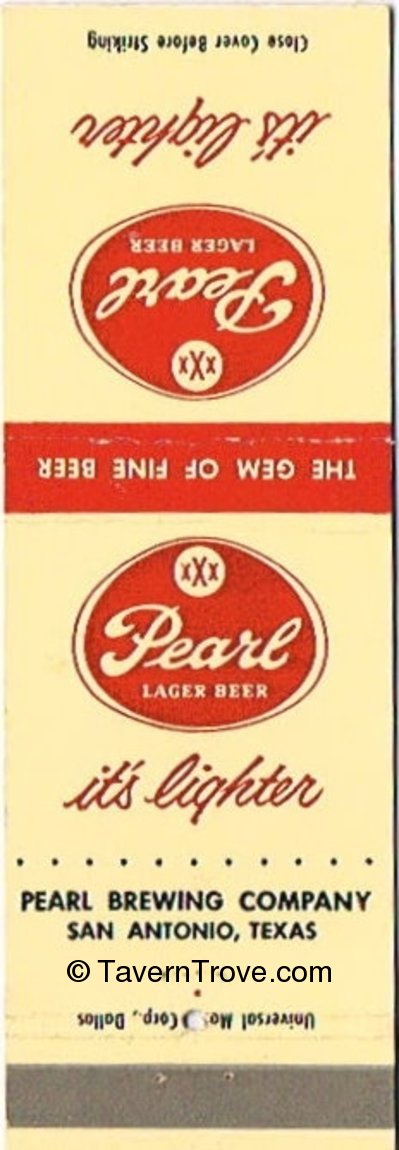 Close Cover Before Striking
it's lighter
LAGER BEER
Pearl
XXX
THE GEM OF FINE BEER
XXX
Pearl
LAGER BEER
it's lighter
PEARL BREWING COMPANY
SAN ANTONIO, TEXAS
© TavernTrove.com
Universal Corp., Dallas